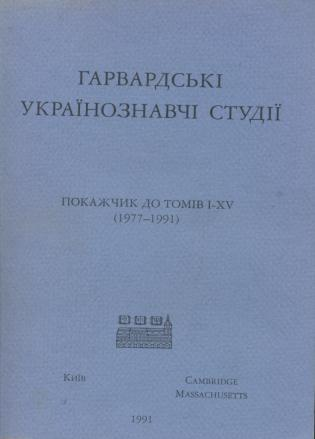 ГАРВАРДСЬКІ
УКРАЇНОЗНАВЧІ СТУДІЇ
ПОКАЖЧИК ДО ТОМІВ I-XV
(1977–1991)
КИЇВ
CAMBRIDGE
MASSACHUSETTS
1991